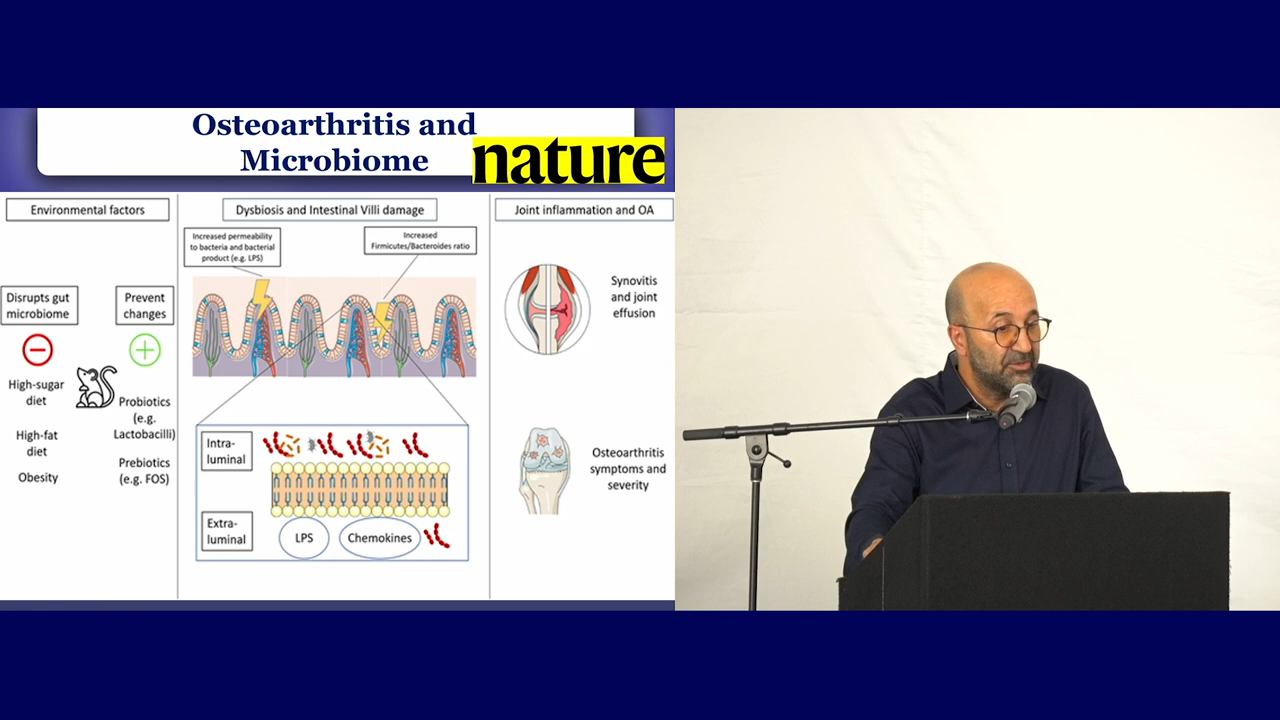 Osteoarthritis and
Microbiome
nature
Environmental factors
Disrupts gut
microbiome
High-sugar
diet
High-fat
diet
Obesity
Prevent
changes
Probiotics
(e.g.
Lactobacilli)
Prebiotics
(e.g. FOS)
Dysbiosis and Intestinal Villi damage
Increased permeability
to bacteria and bacterial
product (e.g. LPS)
Increased
Firmicutes/Bacteroides ratio
Intra-
luminal
Extra-
luminal
LPS
Chemokines
Joint inflammation and OA
Synovitis
and joint
effusion
Osteoarthritis
symptoms and
severity